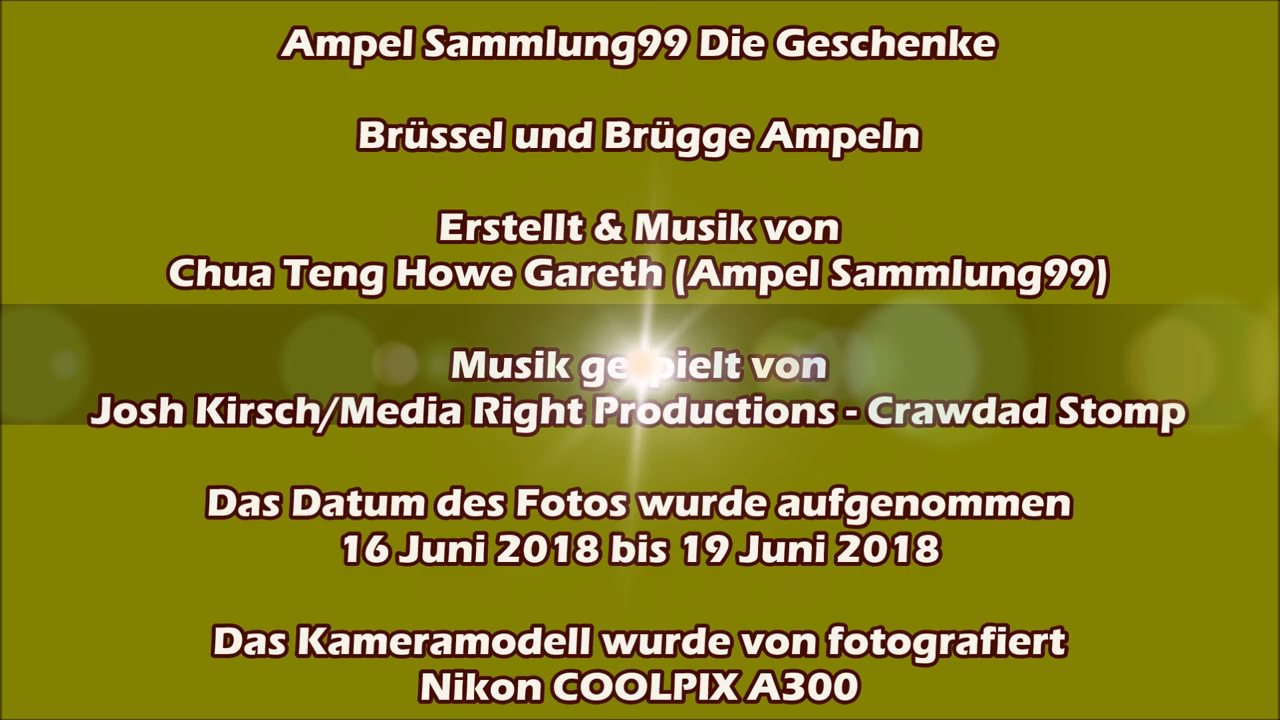 Ampel Sammlung99 Die Geschenke
Brüssel und Brügge Ampeln
Erstellt & Musik von
Chua Teng Howe Gareth (Ampel Sammlung99)
Musik gespielt von
Josh Kirsch/Media Right Productions - Crawdad Stomp
Das Datum des Fotos wurde aufgenommen
16 Juni 2018 bis 19 Juni 2018
Das Kameramodell wurde von fotografiert
Nikon COOLPIX A300